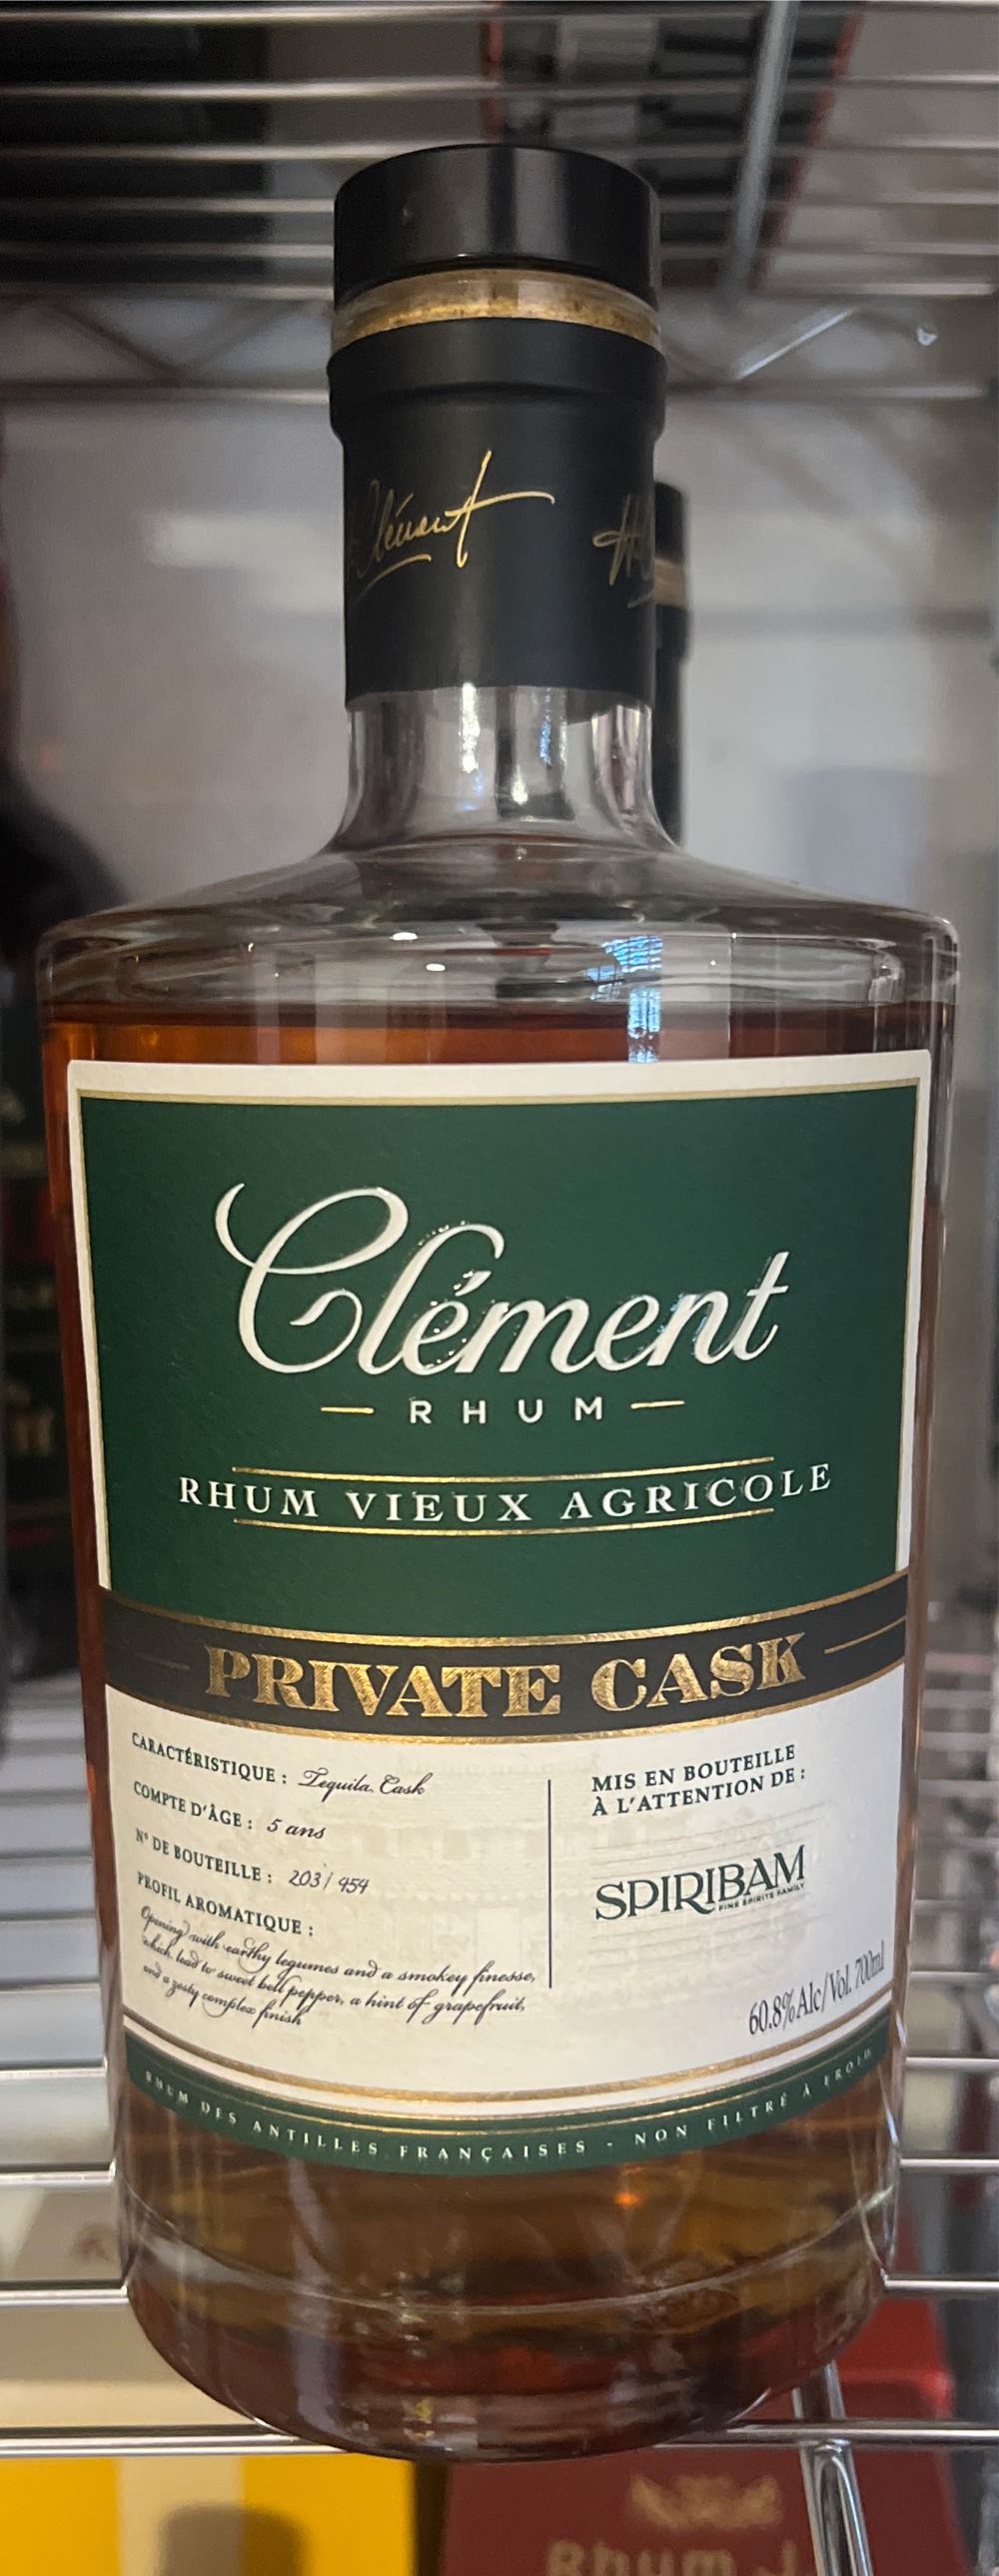 Clément
Clément
RHUM
RHUM VIEUX AGRICOLE
PRIVATE CASK
CARACTÉRISTIQUE : Tequila Cask
COMPTE D'ÂGE : 5 ans
N° DE BOUTEILLE : 203 / 454
PROFIL AROMATIQUE :
Opening with earthy legumes and a smokey finesse,
which lead to sweet bell pepper, a hint of grapefruit,
and a zesty complex finish
MIS EN BOUTEILLE
À L'ATTENTION DE :
SPIRIBAM
FINE SPIRITS FAMILY
60.8% Alc/Vol. 700ml
RHUM DES ANTILLES FRANÇAISES - NON FILTRÉ À FROID
Rhum J